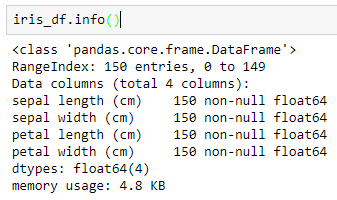 iris_df.info()
<class 'pandas.core.frame.DataFrame'>
RangeIndex: 150 entries, 0 to 149
Data columns (total 4 columns):
sepal length (cm)    150 non-null float64
sepal width (cm)     150 non-null float64
petal length (cm)    150 non-null float64
petal width (cm)     150 non-null float64
dtypes: float64(4)
memory usage: 4.8 KB